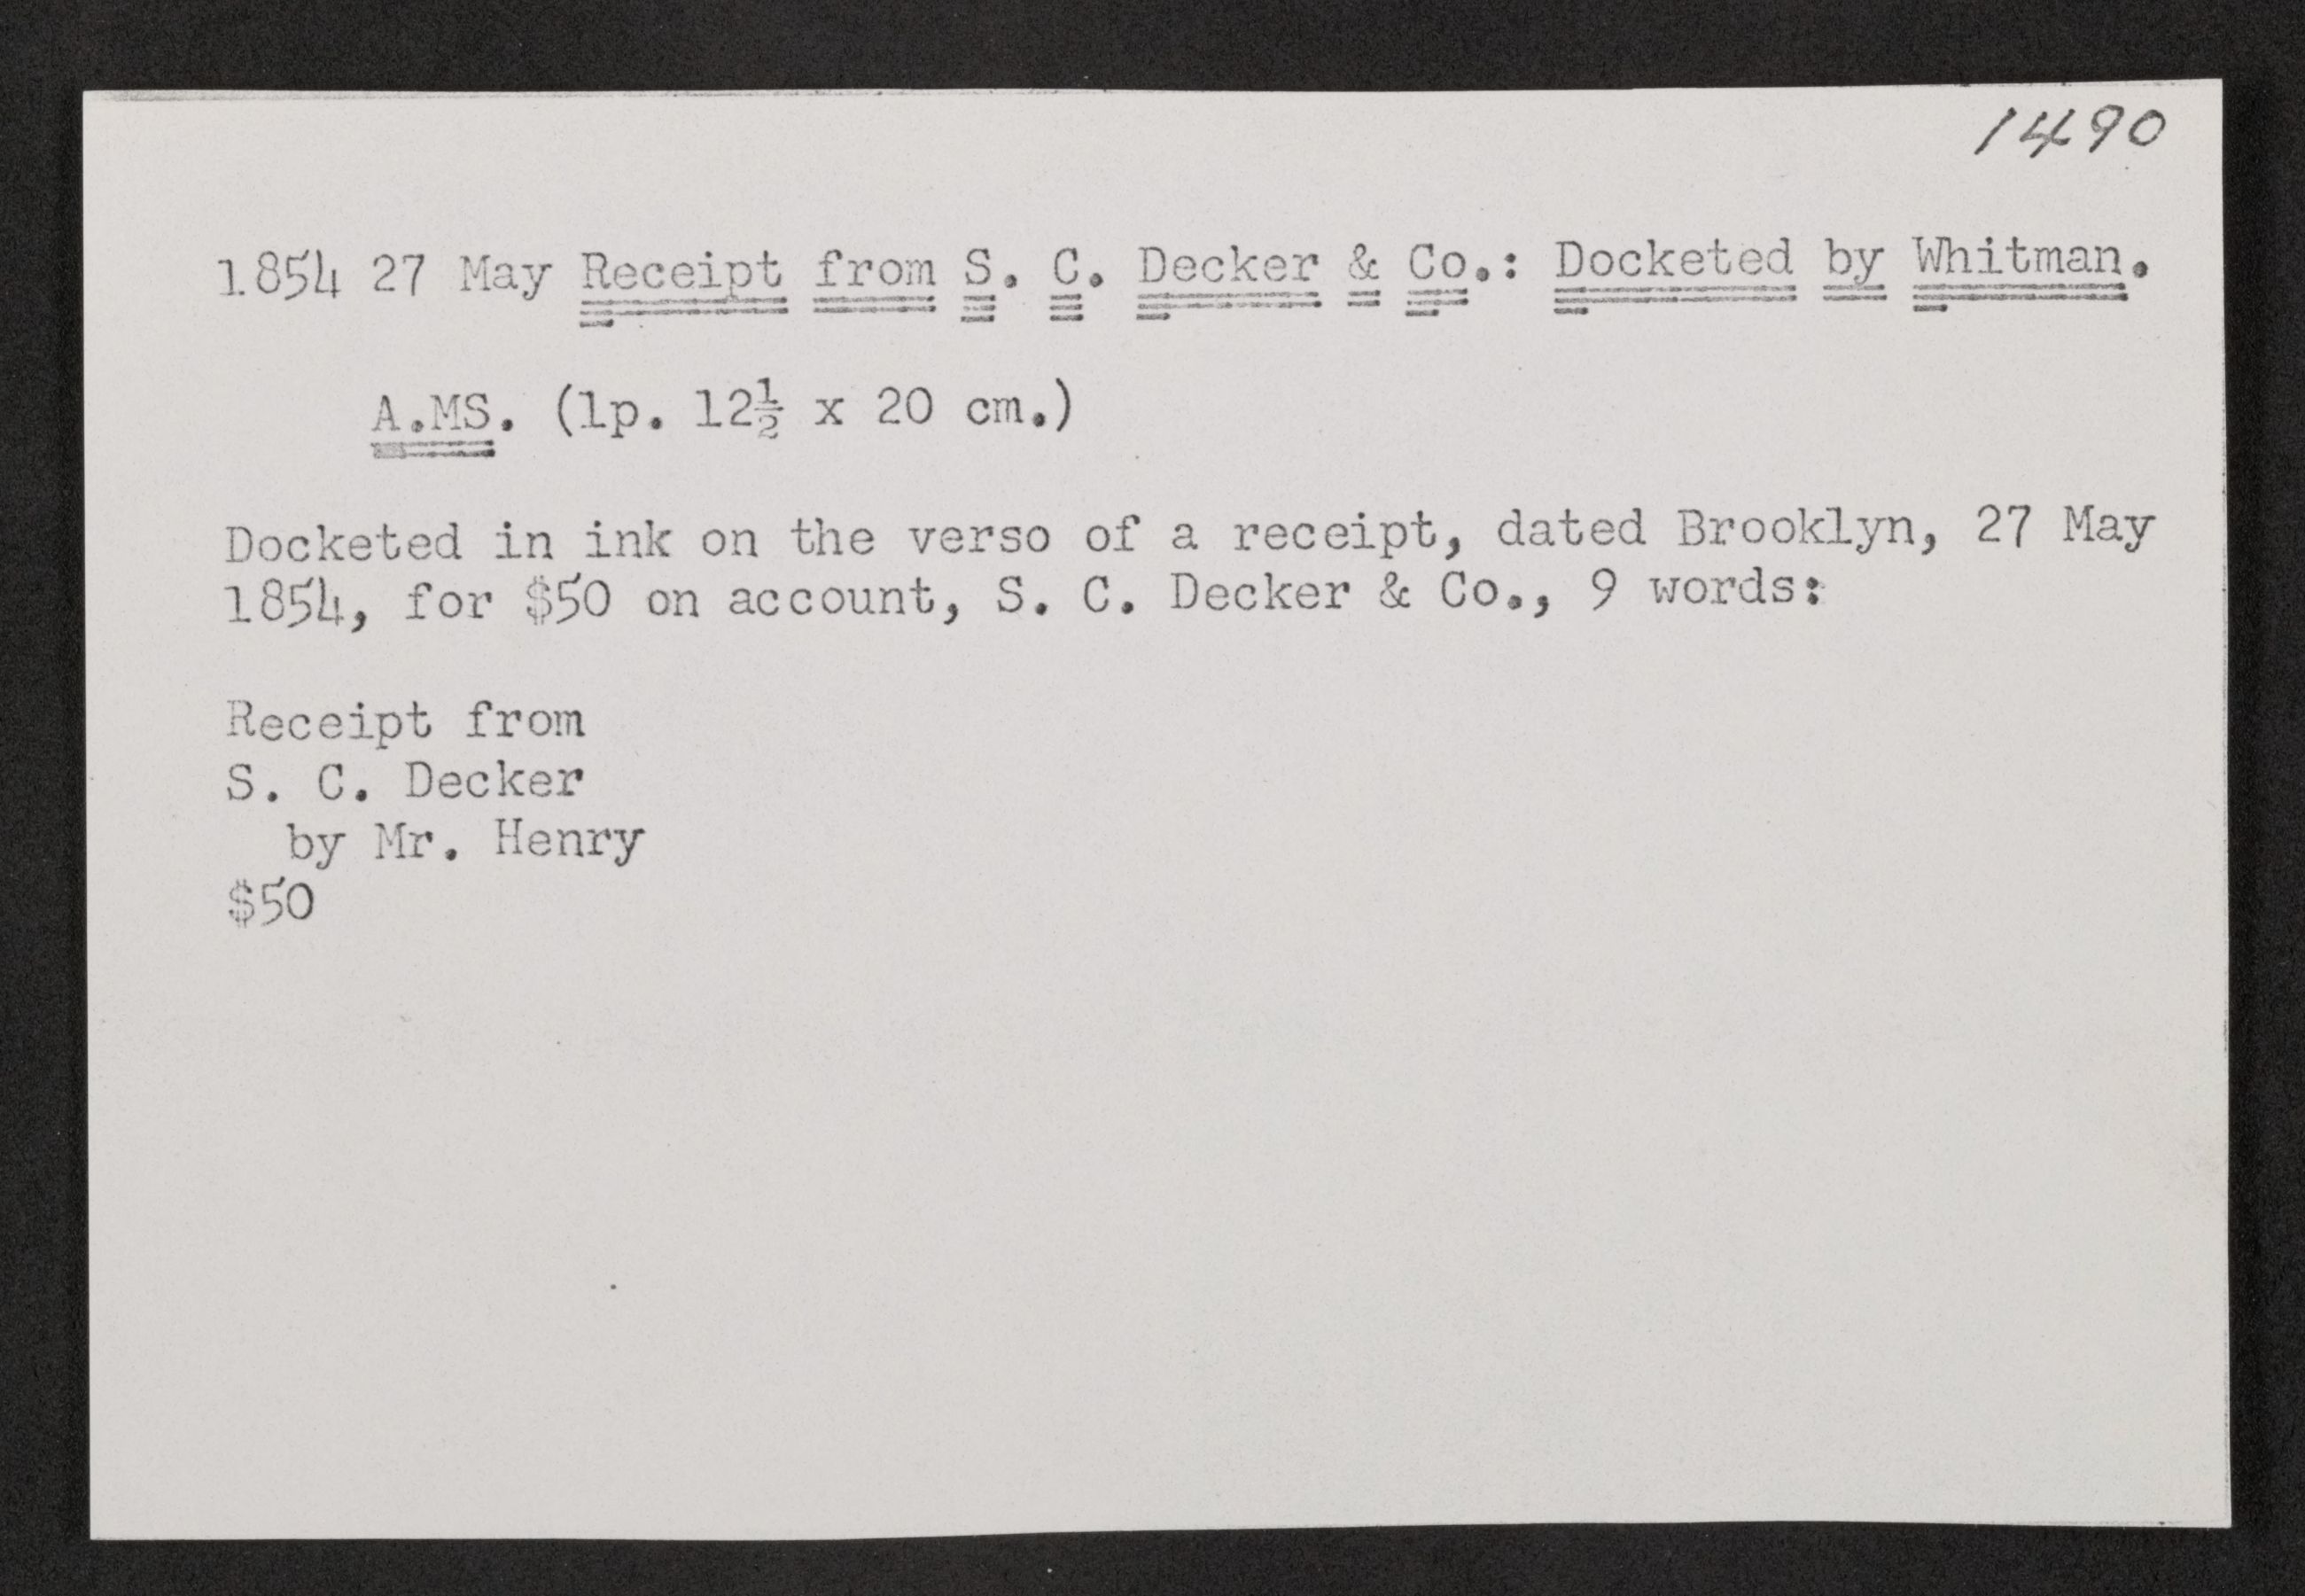 1490
1854 27 May Receipt from S. C. Decker & Co.: Docketed by Whitman.
A.MS. (1p. 12½ x 20 cm.)
Docketed in ink on the verso of a receipt, dated Brooklyn, 27 May
1854, for $50 on account, S. C. Decker & Co., 9 words:
Receipt from
S. C. Decker
by Mr. Henry
$50